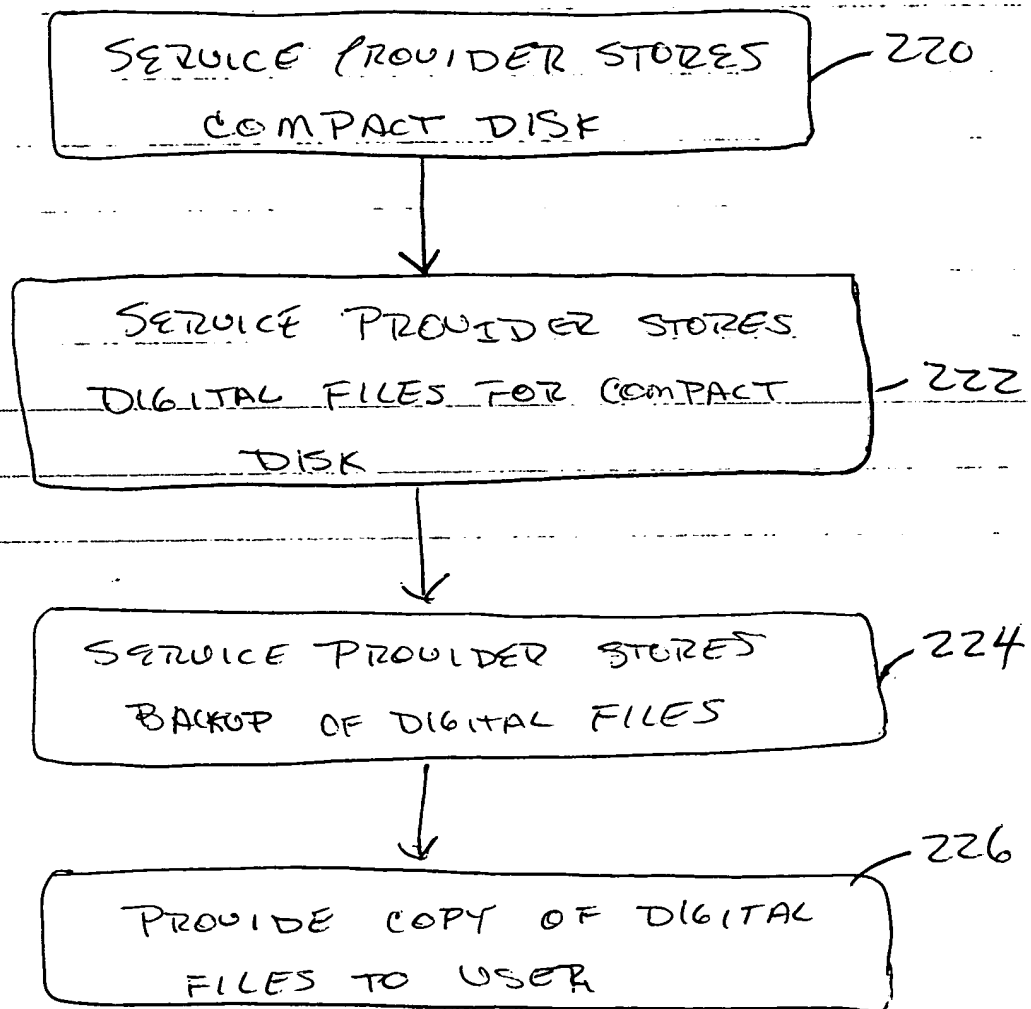 SERVICE PROVIDER STORES
COMPACT DISK
220
SERVICE PROVIDER STORES
DIGITAL FILES FOR COMPACT
DISK
222
SERVICE PROVIDER STORES
BACKUP OF DIGITAL FILES
224
226
PROVIDE COPY OF DIGITAL
FILES TO USER